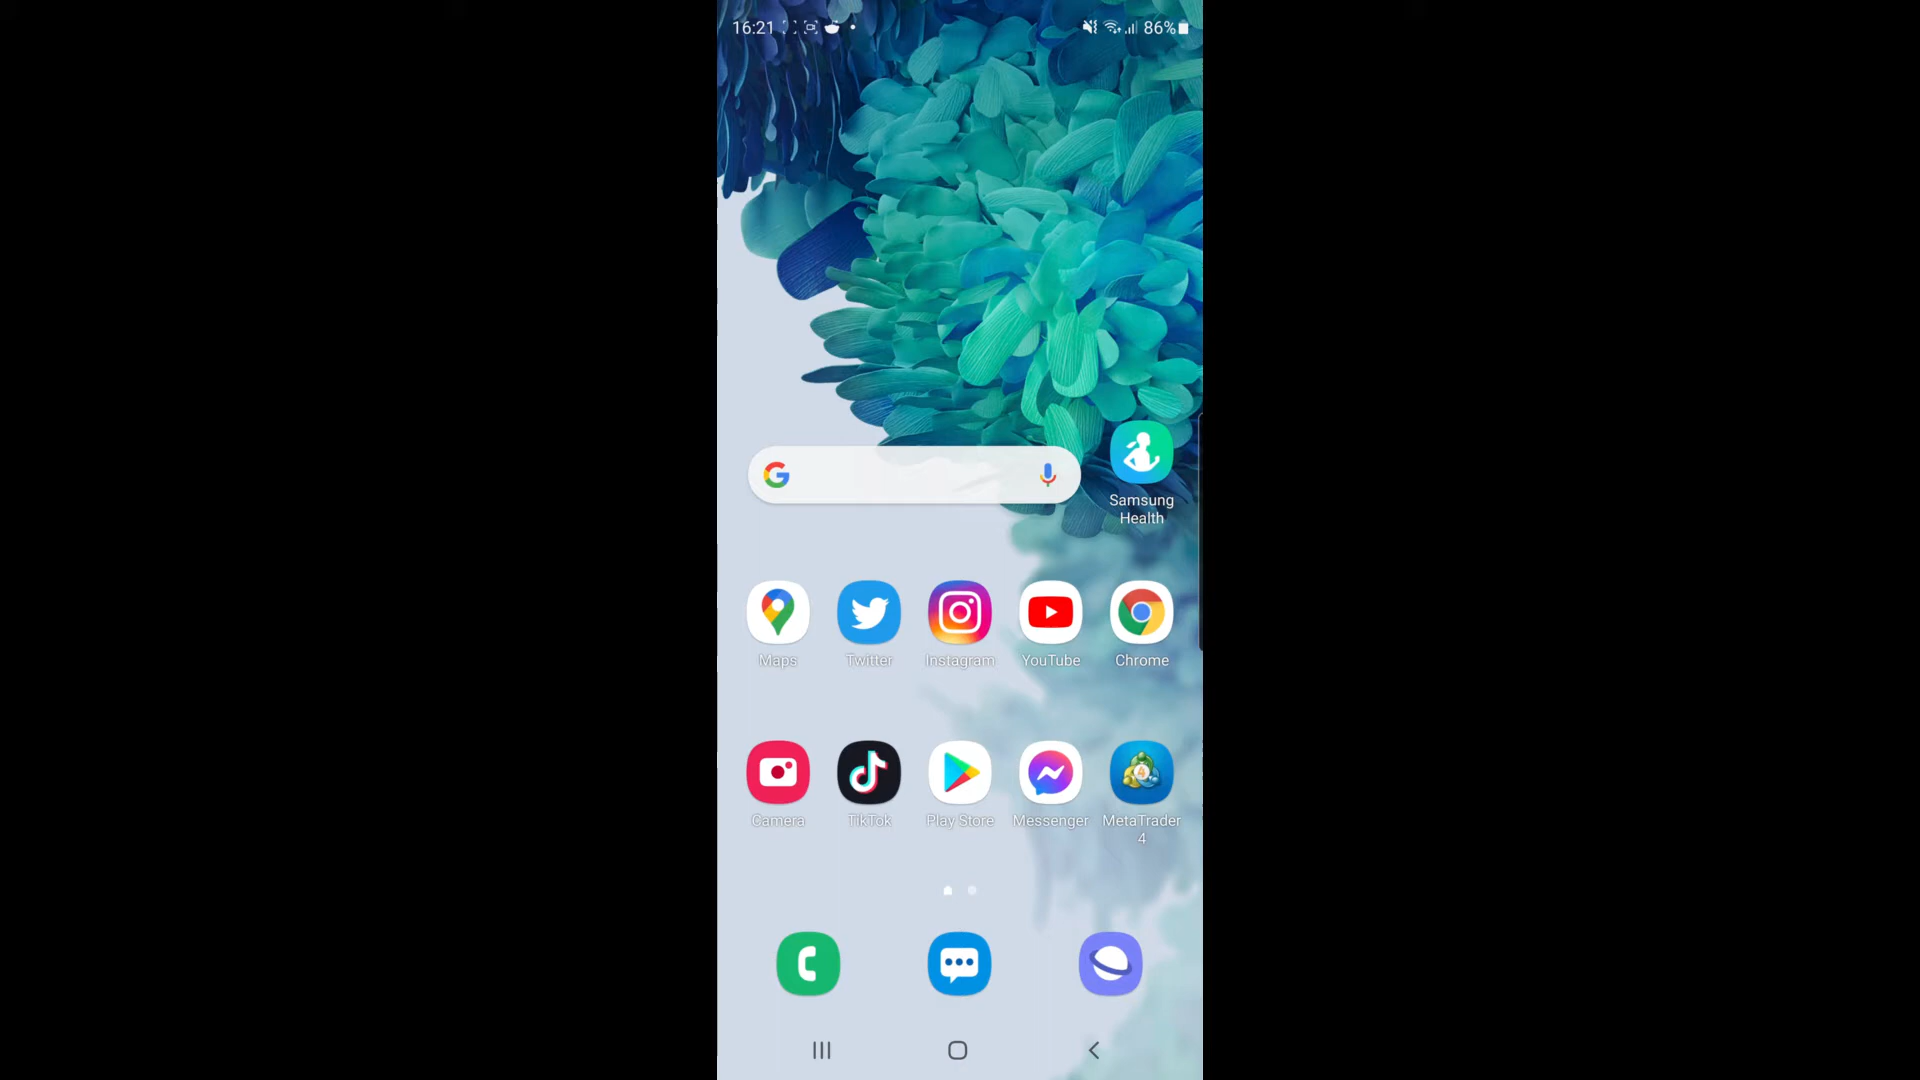 16:21
86%
Samsung
Health
Maps
Twitter
Instagram
YouTube
Chrome
Camera
TikTok
Play Store
Messenger
MetaTrader
4